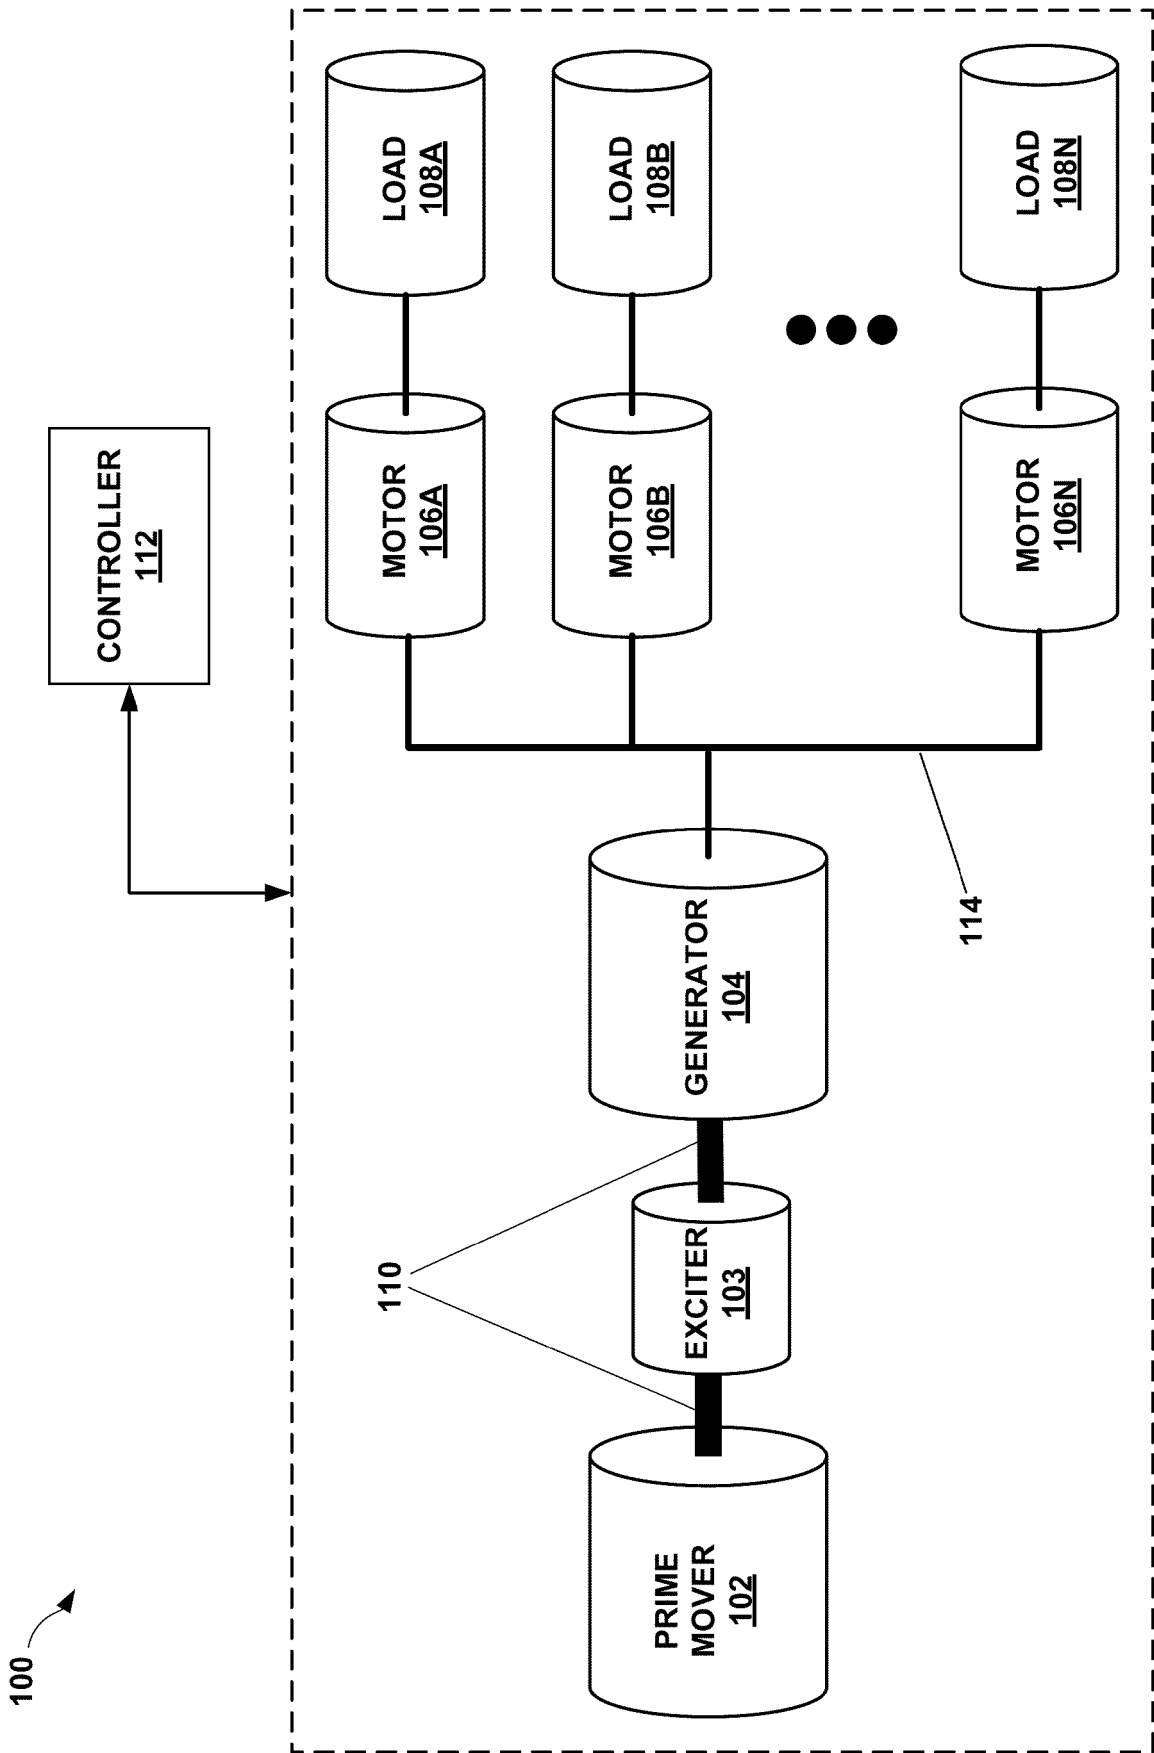 100
CONTROLLER
112
PRIME
MOVER
102
110
EXCITER
103
GENERATOR
104
114
MOTOR
106A
LOAD
108A
MOTOR
106B
LOAD
108B
MOTOR
106N
LOAD
108N